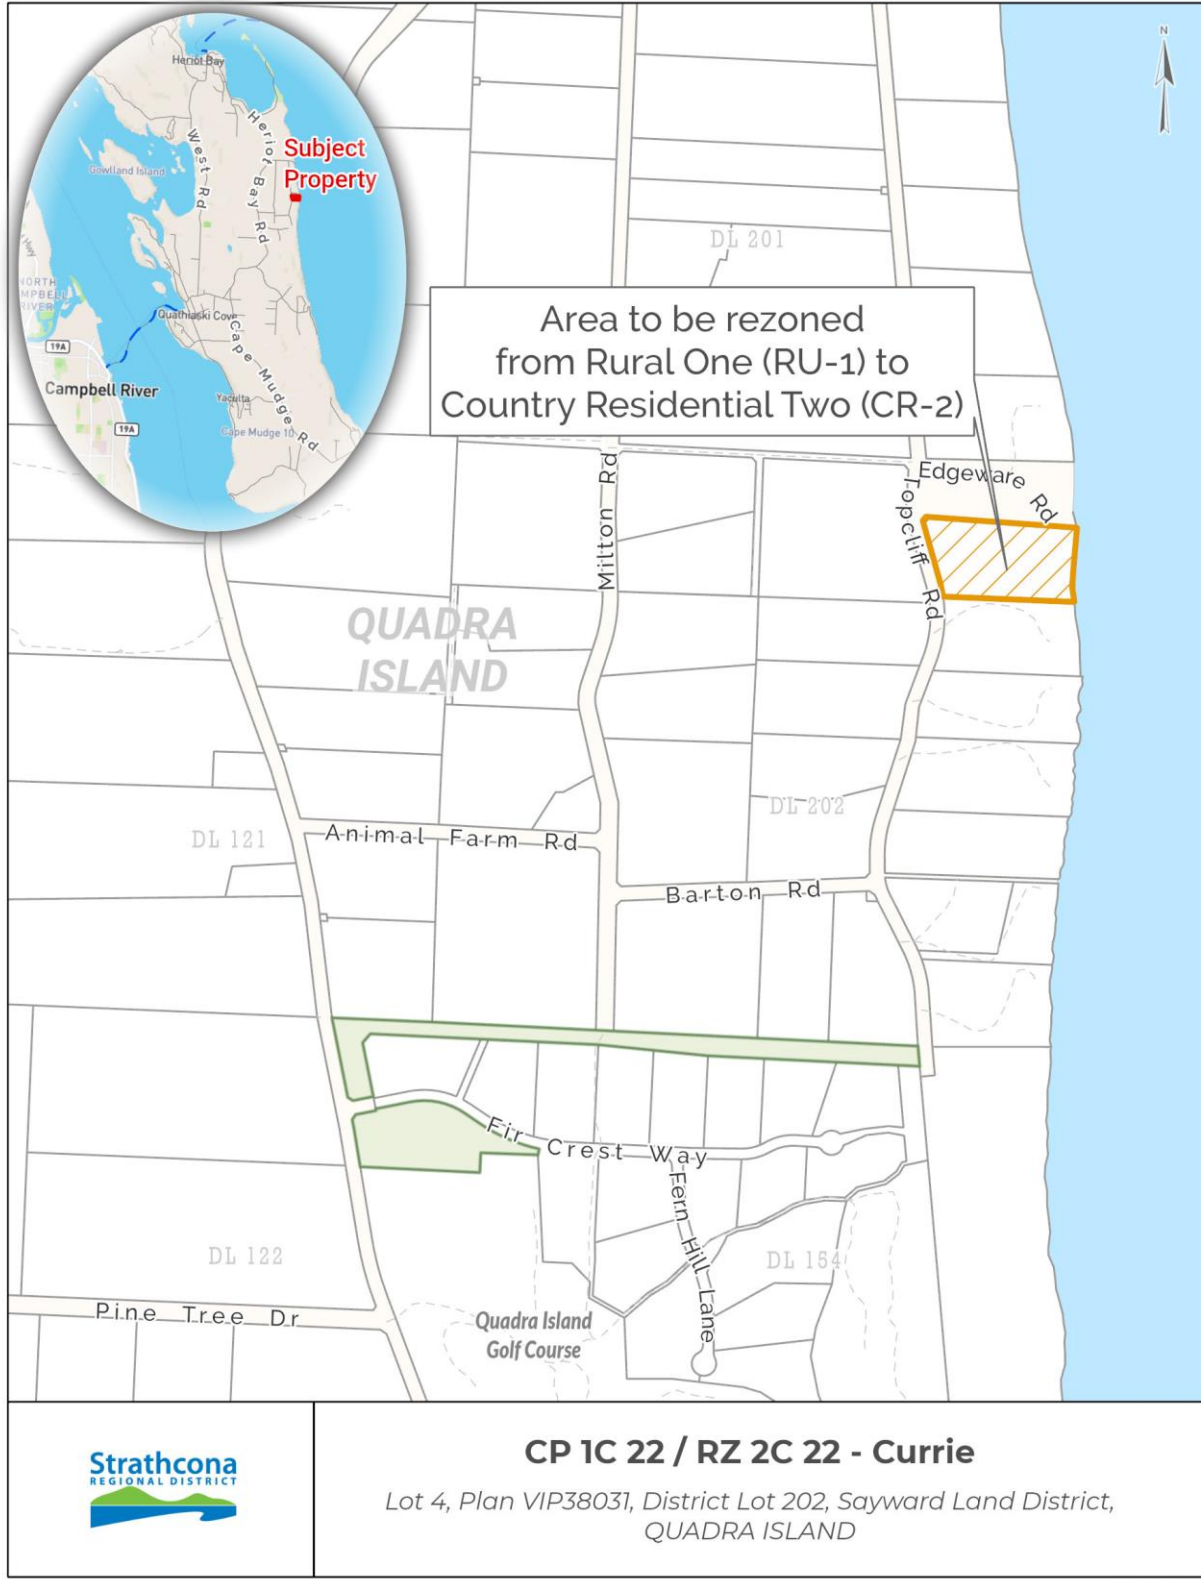 N
Heriot Bay
Heriot Bay Rd
West Rd
Gowlland Island
Subject
Property
NORTH
MPBELL
RIVER
Quathiaski Cove
19A
Campbell River
Cape Mudge Rd
Yaculta
19A
Cape Mudge 10
DL 201
Area to be rezoned
from Rural One (RU-1) to
Country Residential Two (CR-2)
Edgeware Rd
Milton Rd
Topcliff Rd
QUADRA
ISLAND
DL 202
DL 121
Animal Farm Rd
Barton Rd
Fir Crest Way
Fern Hill Lane
DL 122
DL 154
Pine Tree Dr
Quadra Island
Golf Course
Strathcona
REGIONAL DISTRICT
CP 1C 22 / RZ 2C 22 - Currie
Lot 4, Plan VIP38031, District Lot 202, Sayward Land District,
QUADRA ISLAND